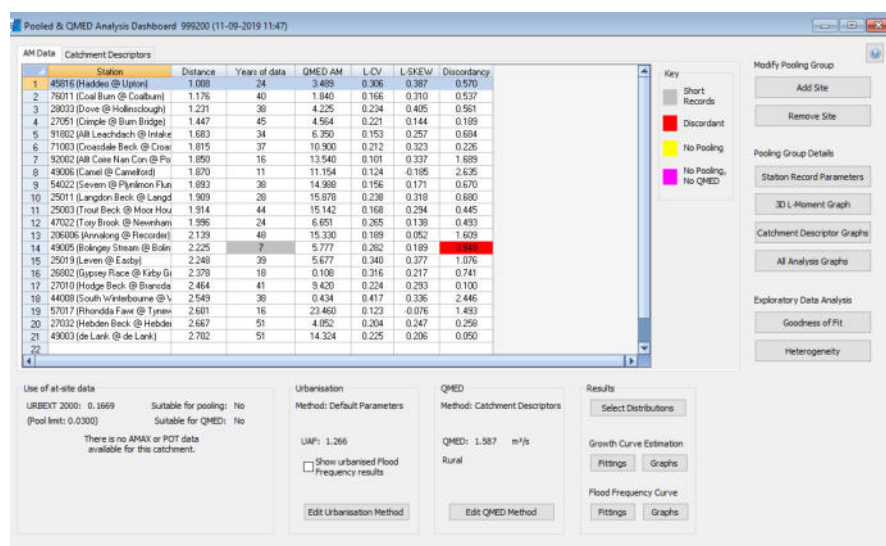 Pooled & QMED Analysis Dashboard 999200 (11-09-2019 11:47)
AM Data Catchment Descriptors
Station Distance Years of data QMED AM L-CV L-SKEW Discordancy
1 45816 (Haddeo @ Upton) 1.008 24 3.489 0.306 0.387 0.570
2 76011 (Coal Burn @ Coalburn) 1.176 40 1.840 0.166 0.310 0.537
3 28033 (Dove @ Hollinsclough) 1.231 38 4.225 0.234 0.405 0.561
4 27051 (Crimple @ Burn Bridge) 1.447 45 4.564 0.221 0.144 0.189
5 91802 (Allt Leachdach @ Intake 1.683 34 6.350 0.153 0.257 0.684
6 71003 (Croasdale Beck @ Croas 1.815 37 10.900 0.212 0.323 0.226
7 92002 (Allt Coire Nan Con @ Po 1.850 16 13.540 0.101 0.337 1.689
8 49006 (Camel @ Camelford) 1.870 11 11.154 0.124 -0.185 2.635
9 54022 (Severn @ Plynlimon Flun 1.893 38 14.988 0.156 0.171 0.670
10 25011 (Langdon Beck @ Langd 1.909 28 15.878 0.238 0.318 0.680
11 25003 (Trout Beck @ Moor Hou 1.914 44 15.142 0.168 0.294 0.445
12 47022 (Tory Brook @ Newnham 1.996 24 6.651 0.265 0.138 0.493
13 206006 (Annalong @ Recorder) 2.139 48 15.330 0.189 0.052 1.609
14 49005 (Bolingey Stream @ Bolin 2.225 7 5.777 0.282 0.189
15 25019 (Leven @ Easby) 2.248 39 5.677 0.340 0.377 1.076
16 26802 (Gypsey Race @ Kirby Gi 2.378 18 0.108 0.316 0.217 0.741
17 27010 (Hodge Beck @ Bransda 2.464 41 9.420 0.224 0.293 0.100
18 44008 (South Winterbourne @ V 2.549 38 0.434 0.417 0.336 2.446
19 57017 (Rhondda Fawr @ Tynew 2.601 16 23.460 0.123 -0.076 1.493
20 27032 (Hebden Beck @ Hebder 2.667 51 4.052 0.204 0.247 0.258
21 49003 (de Lank @ de Lank) 2.702 51 14.324 0.225 0.206 0.050
22
Key
Short
Records
Discordant
No Pooling
No Pooling,
No QMED
Modify Pooling Group
Add Site
Remove Site
Pooling Group Details
Station Record Parameters
3D L-Moment Graph
Catchment Descriptor Graphs
All Analysis Graphs
Exploratory Data Analysis
Goodness of Fit
Heterogeneity
Use of at-site data
URBEXT 2000: 0.1669 Suitable for pooling: No
(Pool limit: 0.0300) Suitable for QMED: No
There is no AMAX or POT data
available for this catchment.
Urbanisation
Method: Default Parameters
UAF: 1.266
Show urbanised Flood
Frequency results
Edit Urbanisation Method
QMED
Method: Catchment Descriptors
QMED: 1.587 m³/s
Rural
Edit QMED Method
Results
Select Distributions
Growth Curve Estimation
Fittings Graphs
Flood Frequency Curve
Fittings Graphs